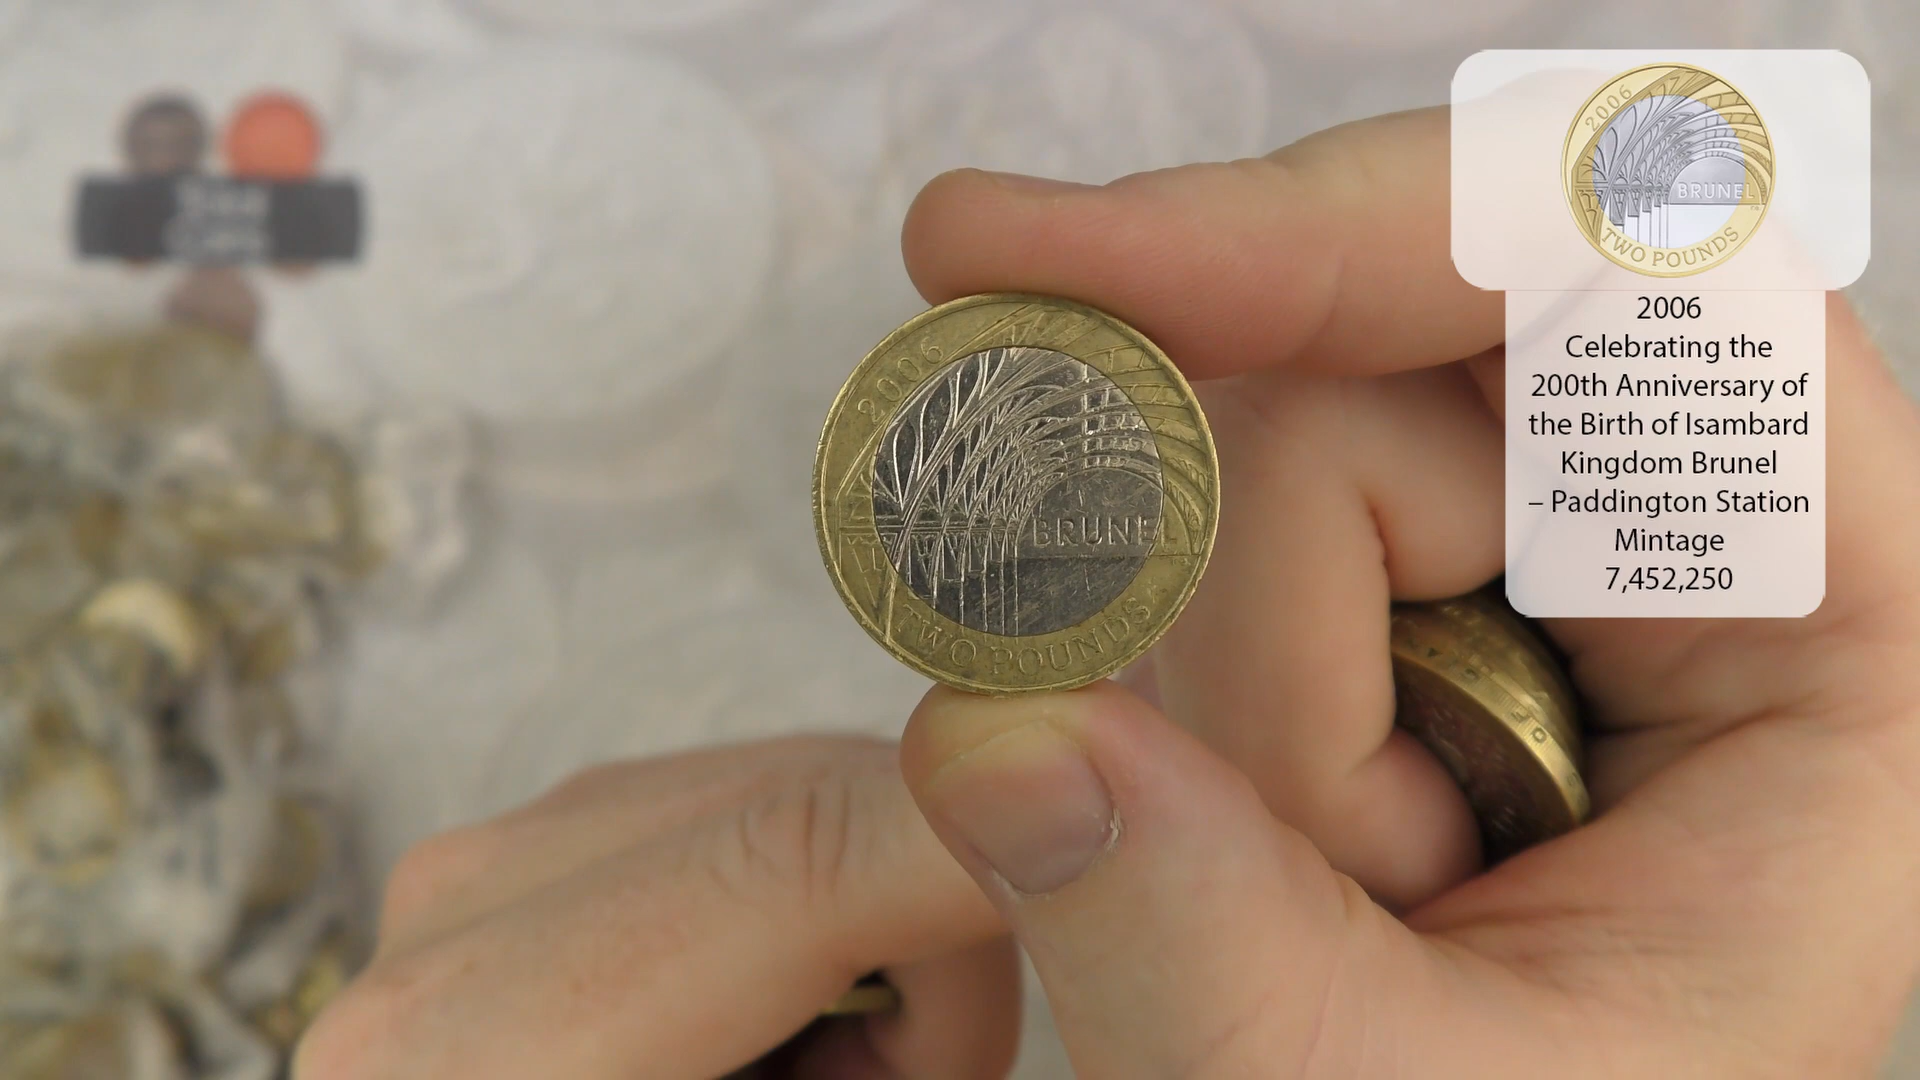 2006
BRUNEL
TWO POUNDS
2006
BRUNEL
TWO POUNDS
2006
Celebrating the
200th Anniversary of
the Birth of Isambard
Kingdom Brunel
– Paddington Station
Mintage
7,452,250